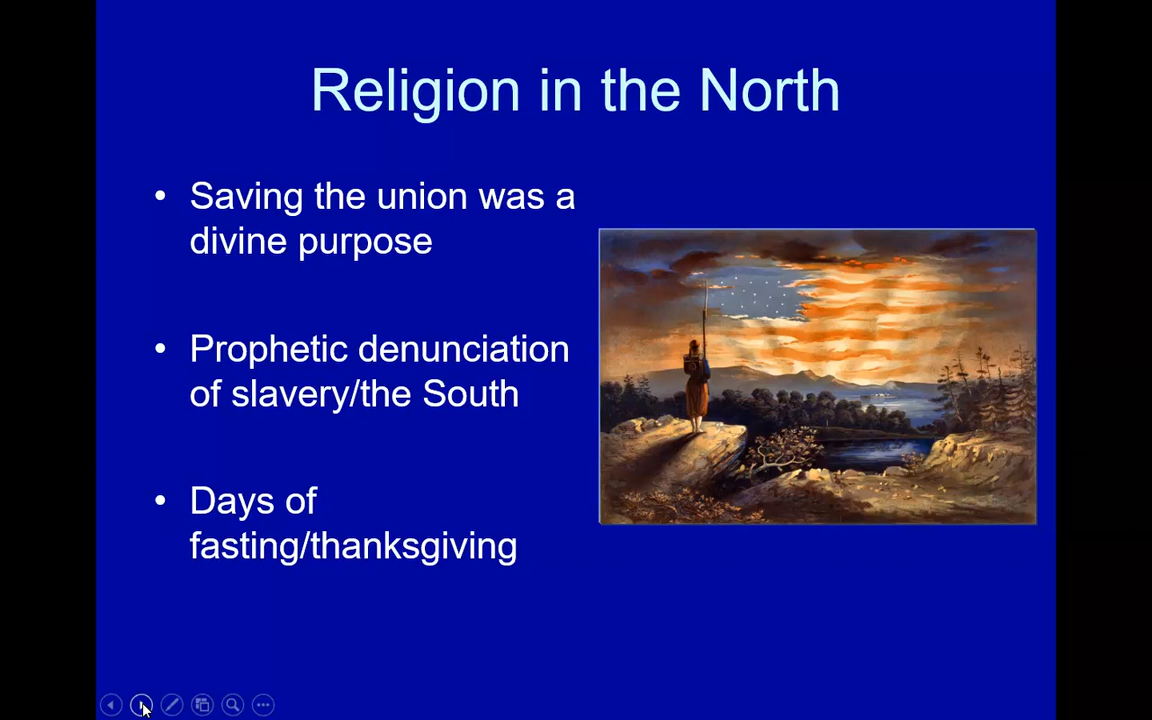 Religion in the North
• Saving the union was a
divine purpose
• Prophetic denunciation
of slavery/the South
• Days of
fasting/thanksgiving